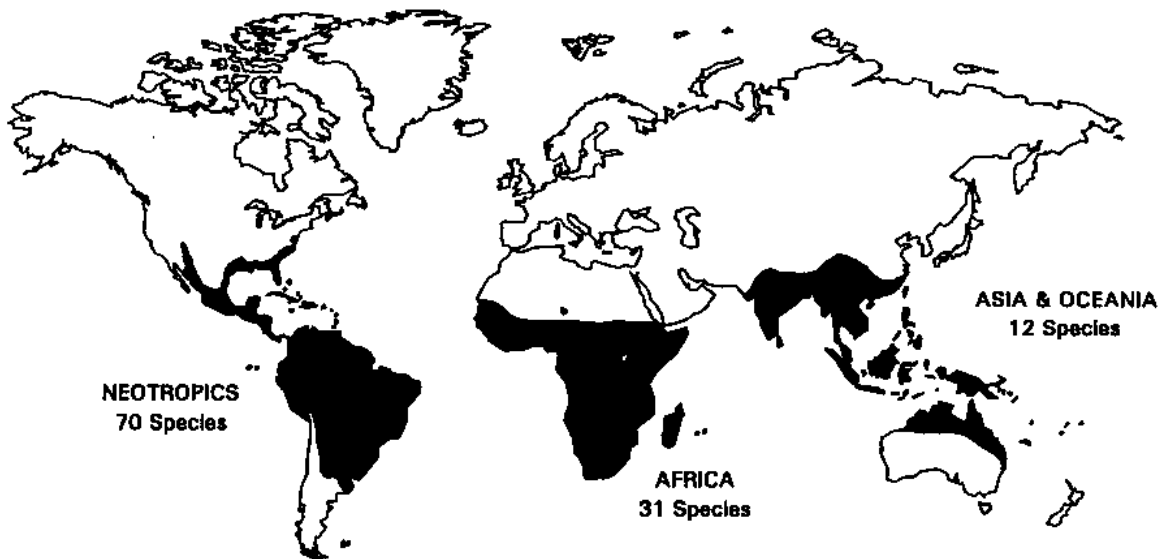 NEOTROPICS
70 Species
AFRICA
31 Species
ASIA & OCEANIA
12 Species